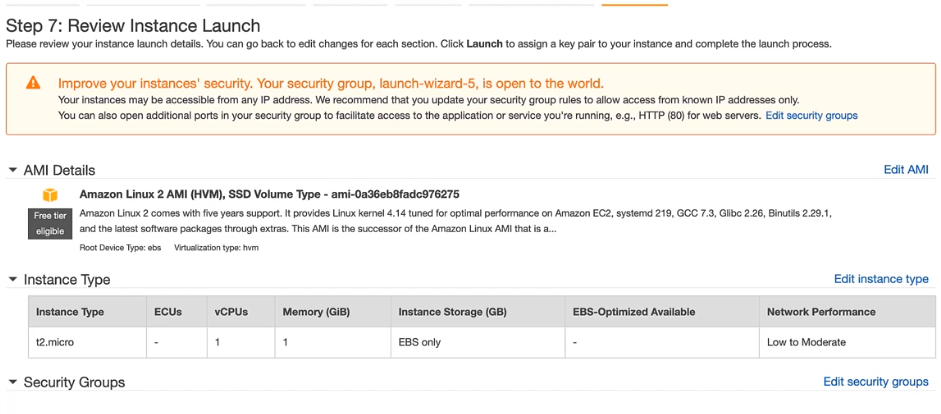 Step 7: Review Instance Launch
Please review your instance launch details. You can go back to edit changes for each section. Click Launch to assign a key pair to your instance and complete the launch process.
Improve your instances' security. Your security group, launch-wizard-5, is open to the world.
Your instances may be accessible from any IP address. We recommend that you update your security group rules to allow access from known IP addresses only.
You can also open additional ports in your security group to facilitate access to the application or service you're running, e.g., HTTP (80) for web servers. Edit security groups
AMI Details Edit AMI
Amazon Linux 2 AMI (HVM), SSD Volume Type - ami-0a36eb8fadc976275
Free tier eligible
Amazon Linux 2 comes with five years support. It provides Linux kernel 4.14 tuned for optimal performance on Amazon EC2, systemd 219, GCC 7.3, Glibc 2.26, Binutils 2.29.1,
and the latest software packages through extras. This AMI is the successor of the Amazon Linux AMI that is a...
Root Device Type: ebs Virtualization type: hvm
Instance Type Edit instance type
Instance Type ECUs vCPUs Memory (GiB) Instance Storage (GB) EBS-Optimized Available Network Performance
t2.micro - 1 1 EBS only - Low to Moderate
Security Groups Edit security groups